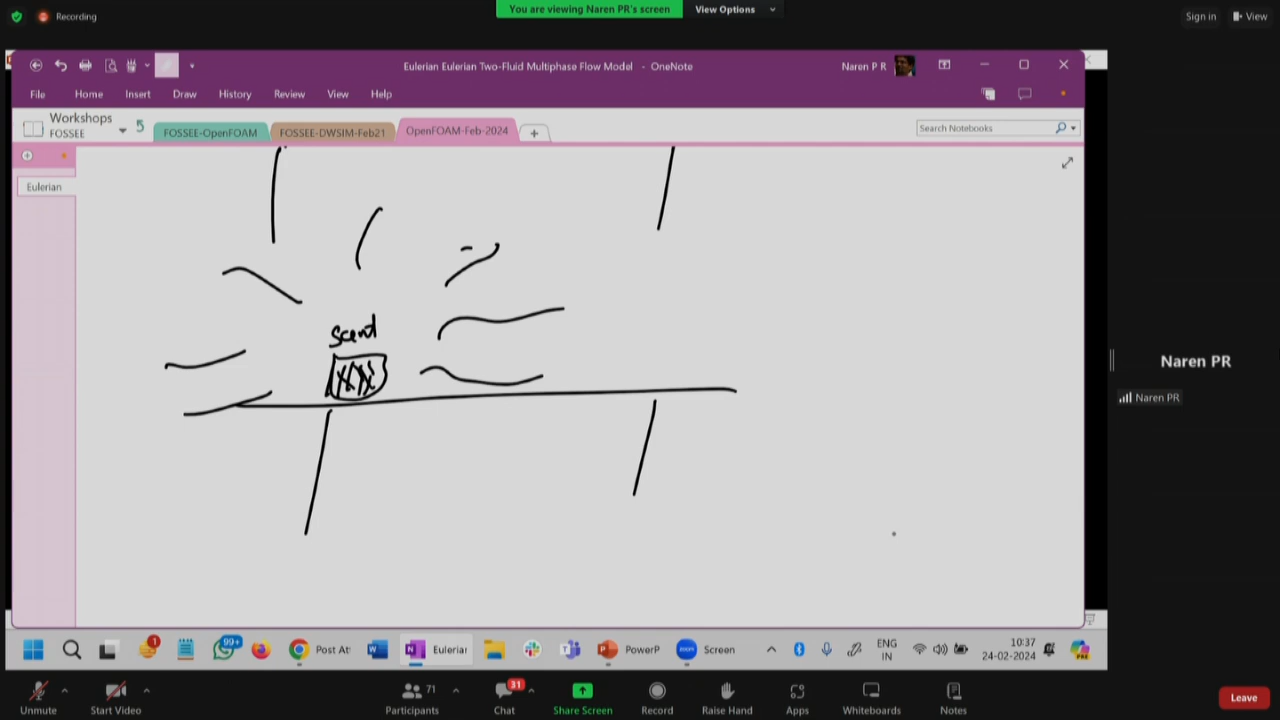 Recording
You are viewing Naren PR's screen
View Options
Sign in
View
Eulerian Eulerian Two-Fluid Multiphase Flow Model - OneNote
Naren P R
File
Home
Insert
Draw
History
Review
View
Help
Workshops
FOSSEE
FOSSEE-OpenFOAM
FOSSEE-DWSIM-Feb21
OpenFOAM-Feb-2024
Search Notebooks
Eulerian
scent
Naren PR
Naren PR
1
99+
Post At
Eulerian
PowerP
Screen
ENG
IN
10:37
24-02-2024
Unmute
Start Video
71
Participants
31
Chat
Share Screen
Record
Raise Hand
Apps
Whiteboards
Notes
Leave